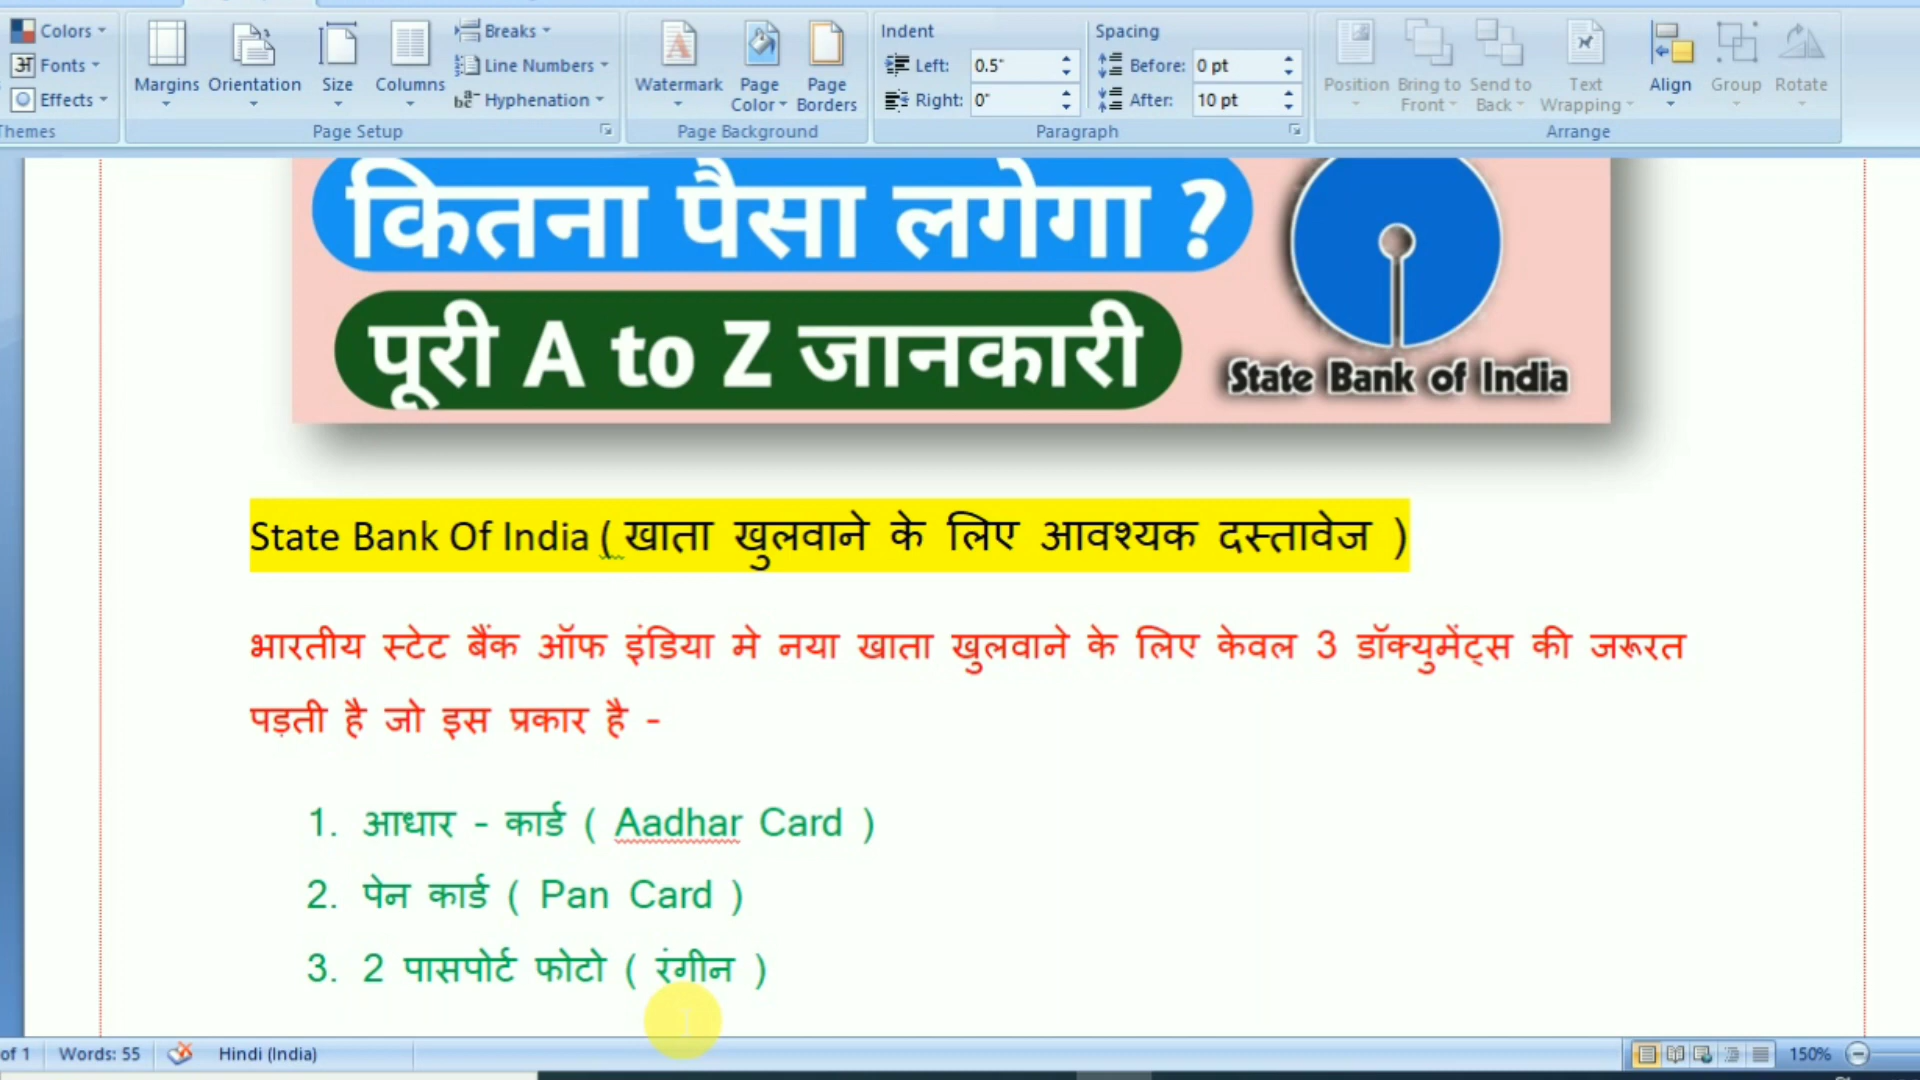 Colors
Fonts
Effects
Themes
Margins Orientation Size Columns
Breaks
Line Numbers
Hyphenation
Page Setup
Watermark Page Color Page Borders
Page Background
Indent
Left: 0.5"
Right: 0"
Spacing
Before: 0 pt
After: 10 pt
Paragraph
Position Bring to Front Send to Back Text Wrapping Align Group Rotate
Arrange
कितना पैसा लगेगा ?
पूरी A to Z जानकारी
State Bank of India
State Bank Of India ( खाता खुलवाने के लिए आवश्यक दस्तावेज )
भारतीय स्टेट बैंक ऑफ इंडिया मे नया खाता खुलवाने के लिए केवल 3 डॉक्युमेंट्स की जरूरत
पड़ती है जो इस प्रकार है -
1. आधार - कार्ड ( Aadhar Card )
2. पेन कार्ड ( Pan Card )
3. 2 पासपोर्ट फोटो ( रंगीन )
of 1 Words: 55 Hindi (India) 150%